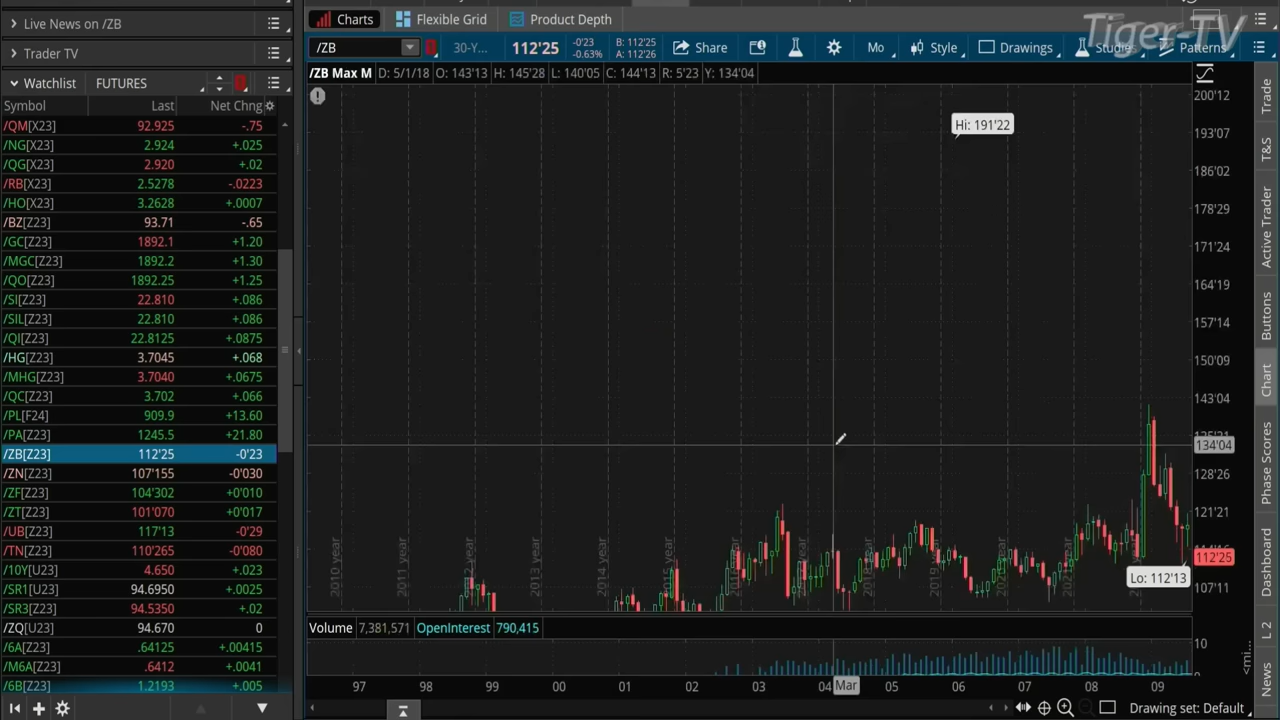 Live News on /ZB
Trader TV
Watchlist FUTURES
Symbol Last Net Chng
/QM[X23] 92.925 -.75
/NG[X23] 2.924 +.025
/QG[X23] 2.920 +.02
/RB[X23] 2.5278 -.0223
/HO[X23] 3.2628 +.0007
/BZ[Z23] 93.71 -.65
/GC[Z23] 1892.1 +1.20
/MGC[Z23] 1892.2 +1.30
/QO[Z23] 1892.25 +1.25
/SI[Z23] 22.810 +.086
/SIL[Z23] 22.810 +.086
/QI[Z23] 22.8125 +.0875
/HG[Z23] 3.7045 +.068
/MHG[Z23] 3.7040 +.0675
/QC[Z23] 3.702 +.066
/PL[F24] 909.9 +13.60
/PA[Z23] 1245.5 +21.80
/ZB[Z23] 112'25 -0'23
/ZN[Z23] 107'155 -0'030
/ZF[Z23] 104'302 +0'010
/ZT[Z23] 101'070 +0'017
/UB[Z23] 117'13 -0'29
/TN[Z23] 110'265 -0'080
/10Y[U23] 4.650 +.023
/SR1[U23] 94.6950 +.0025
/SR3[U23] 94.5350 +.02
/ZQ[U23] 94.670 0
/6A[Z23] .64125 +.00415
/M6A[Z23] .6412 +.0041
/6B[Z23] 1.2193 +.005
Charts Flexible Grid Product Depth
Tiger-TV
/ZB 30-Y... 112'25 -0'23 -0.63% B: 112'25 A: 112'26 Share Mo Style Drawings Studies Patterns
/ZB Max M D: 5/1/18 O: 143'13 H: 145'28 L: 140'05 C: 144'13 R: 5'23 Y: 134'04
Hi: 191'22
200'12
193'07
186'02
178'29
171'24
164'19
157'14
150'09
143'04
134'04
128'26
121'21
112'25
107'11
Lo: 112'13
2010 year
2011 year
2012 year
2013 year
2014 year
2015 year
Volume 7,381,571 OpenInterest 790,415
10
0
<mi...
97 98 99 00 01 02 03 04 Mar 05 06 07 08 09
Drawing set: Default
Trade
T&S
Active Trader
Buttons
Chart
Phase Scores
Dashboard
L 2
News